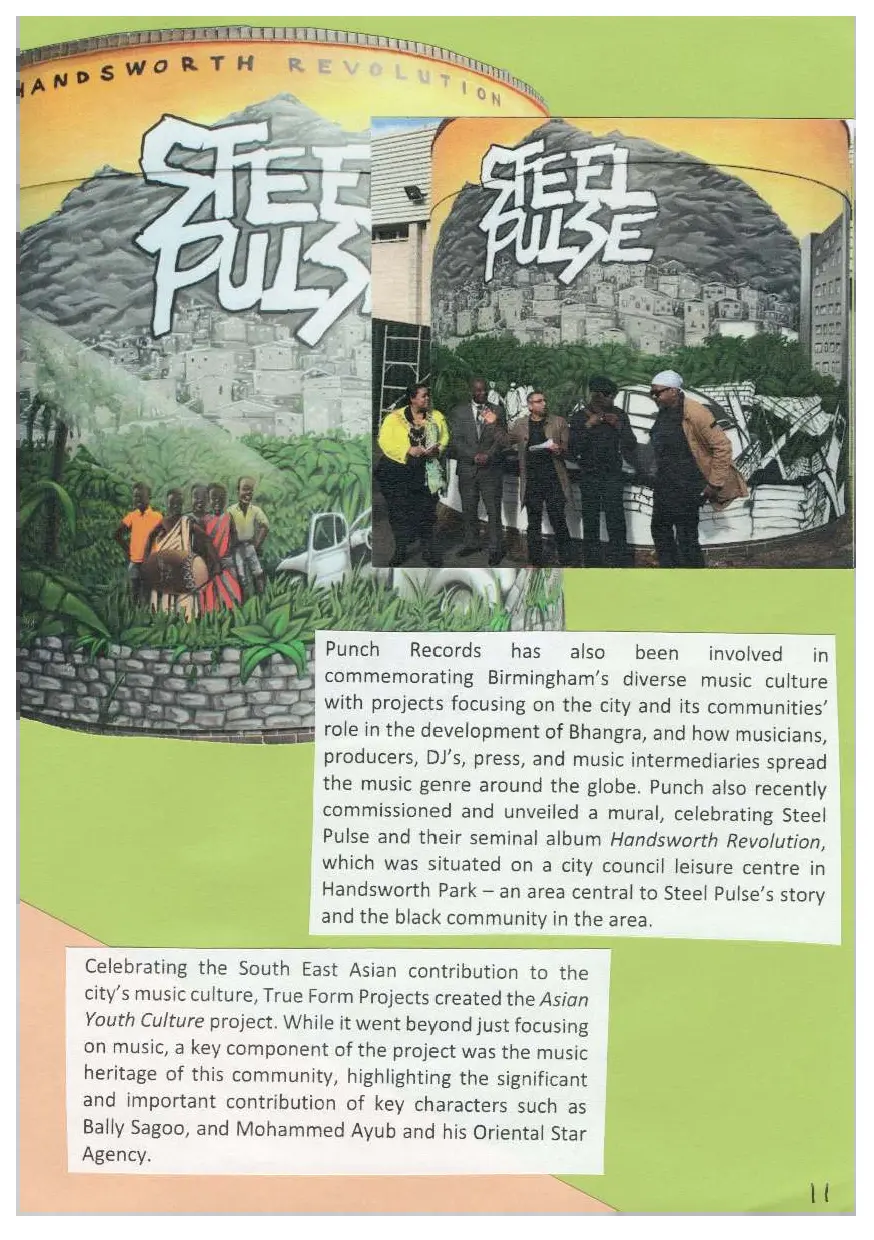 HANDSWORTH REVOLUTION
STEEL
PULSE
STEEL
PULSE
Punch Records has also been involved in
commemorating Birmingham's diverse music culture
with projects focusing on the city and its communities'
role in the development of Bhangra, and how musicians,
producers, DJ's, press, and music intermediaries spread
the music genre around the globe. Punch also recently
commissioned and unveiled a mural, celebrating Steel
Pulse and their seminal album Handsworth Revolution,
which was situated on a city council leisure centre in
Handsworth Park – an area central to Steel Pulse's story
and the black community in the area.
Celebrating the South East Asian contribution to the
city's music culture, True Form Projects created the Asian
Youth Culture project. While it went beyond just focusing
on music, a key component of the project was the music
heritage of this community, highlighting the significant
and important contribution of key characters such as
Bally Sagoo, and Mohammed Ayub and his Oriental Star
Agency.
11